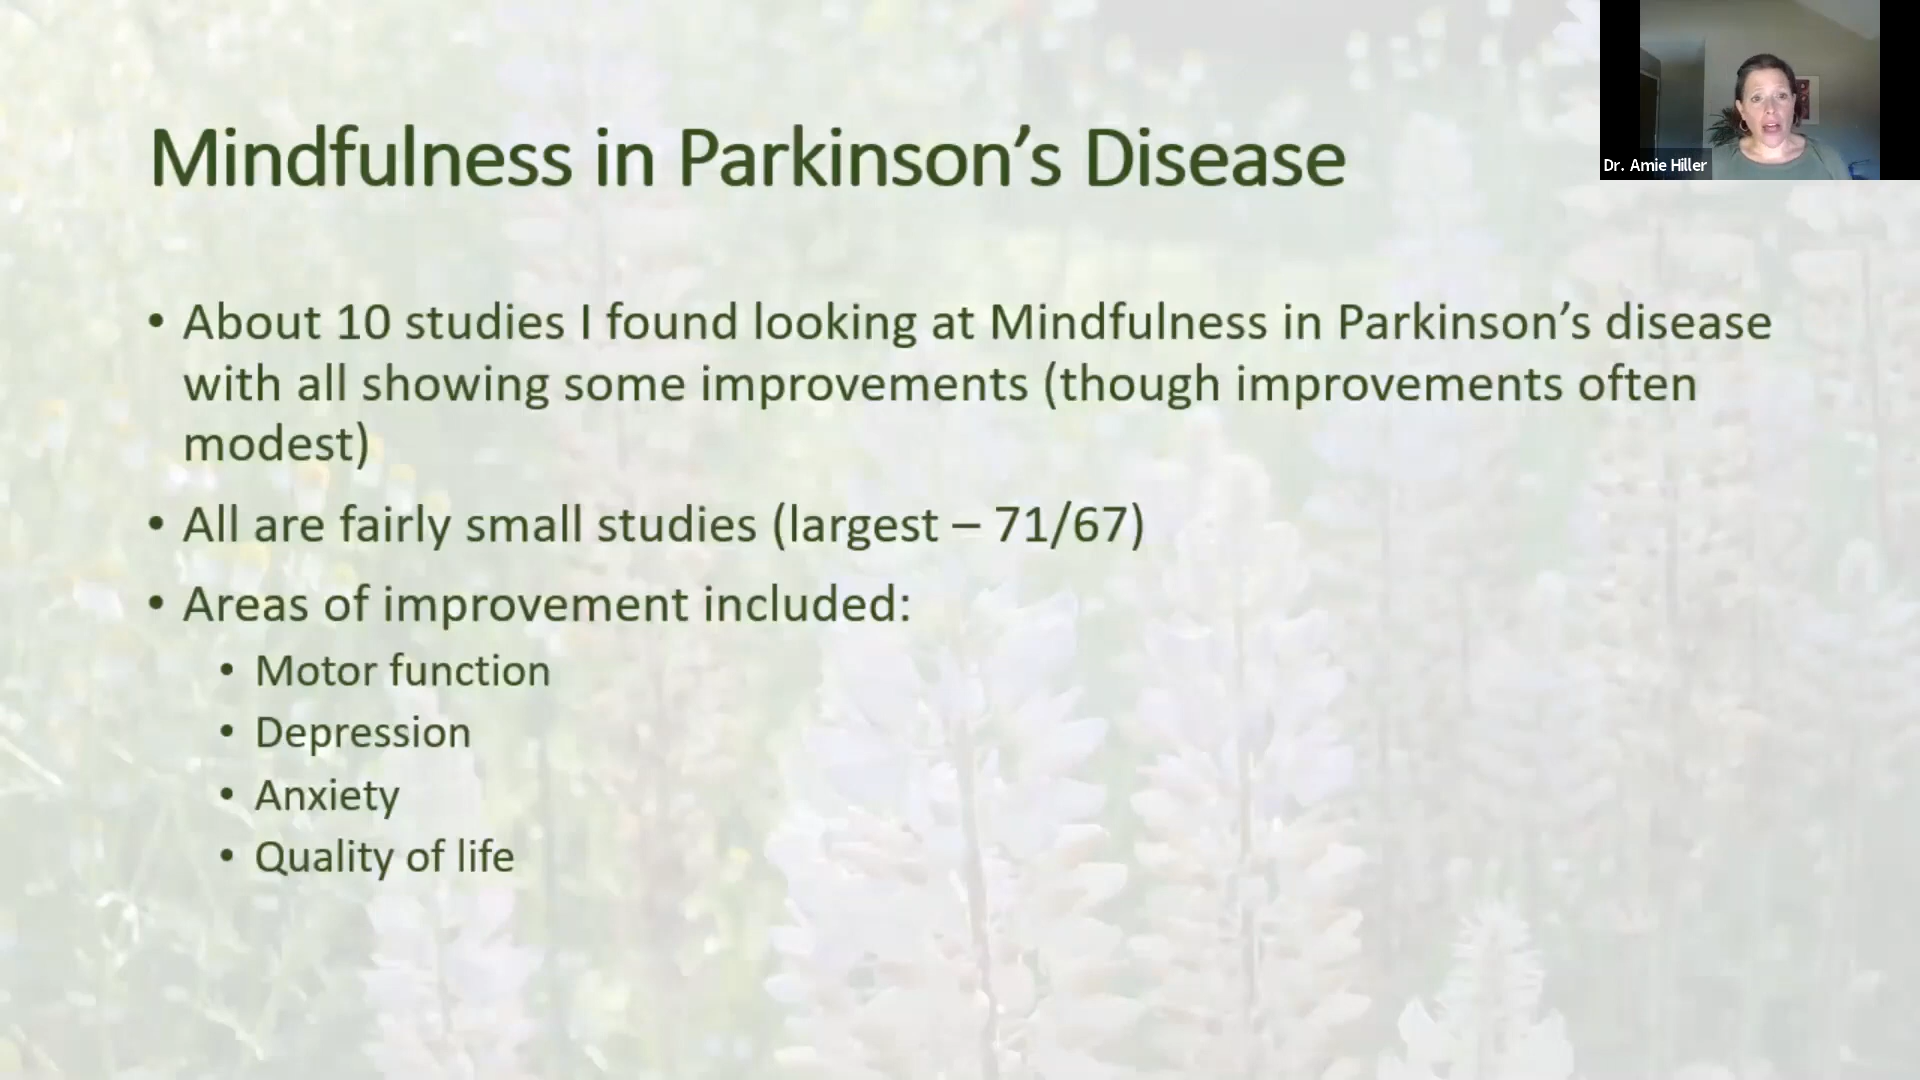 Mindfulness in Parkinson's Disease
Dr. Amie Hiller
• About 10 studies I found looking at Mindfulness in Parkinson's disease
with all showing some improvements (though improvements often
modest)
• All are fairly small studies (largest – 71/67)
• Areas of improvement included:
• Motor function
• Depression
• Anxiety
• Quality of life